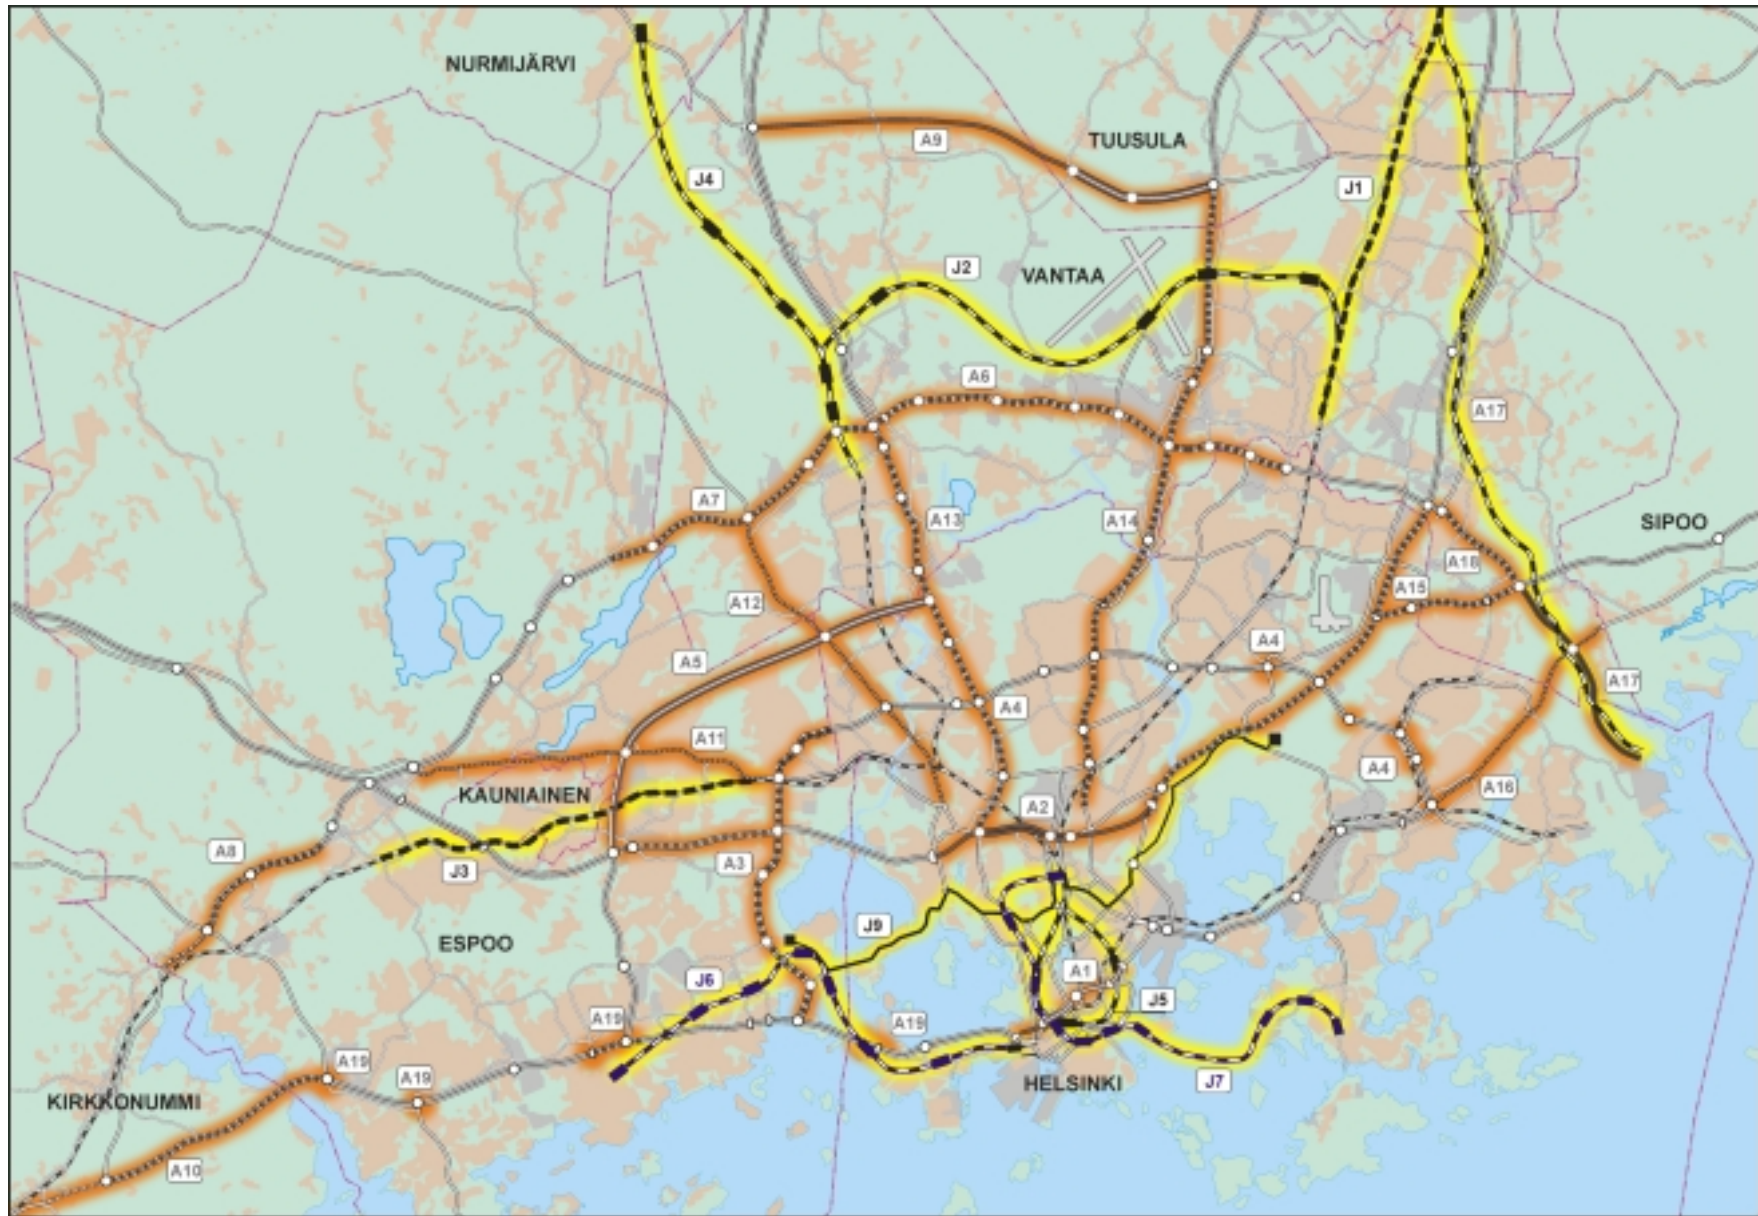 NURMIJÄRVI
TUUSULA
A9
J4
J1
J2
VANTAA
A6
A17
A7
A13
A14
SIPOO
A18
A15
A12
A5
A4
A4
A17
A11
KAUNIAINEN
A4
A16
A2
A8
J3
A3
J9
ESPOO
J6
A1
J5
A19
A19
A19
A19
HELSINKI
J7
KIRKKONUMMI
A10